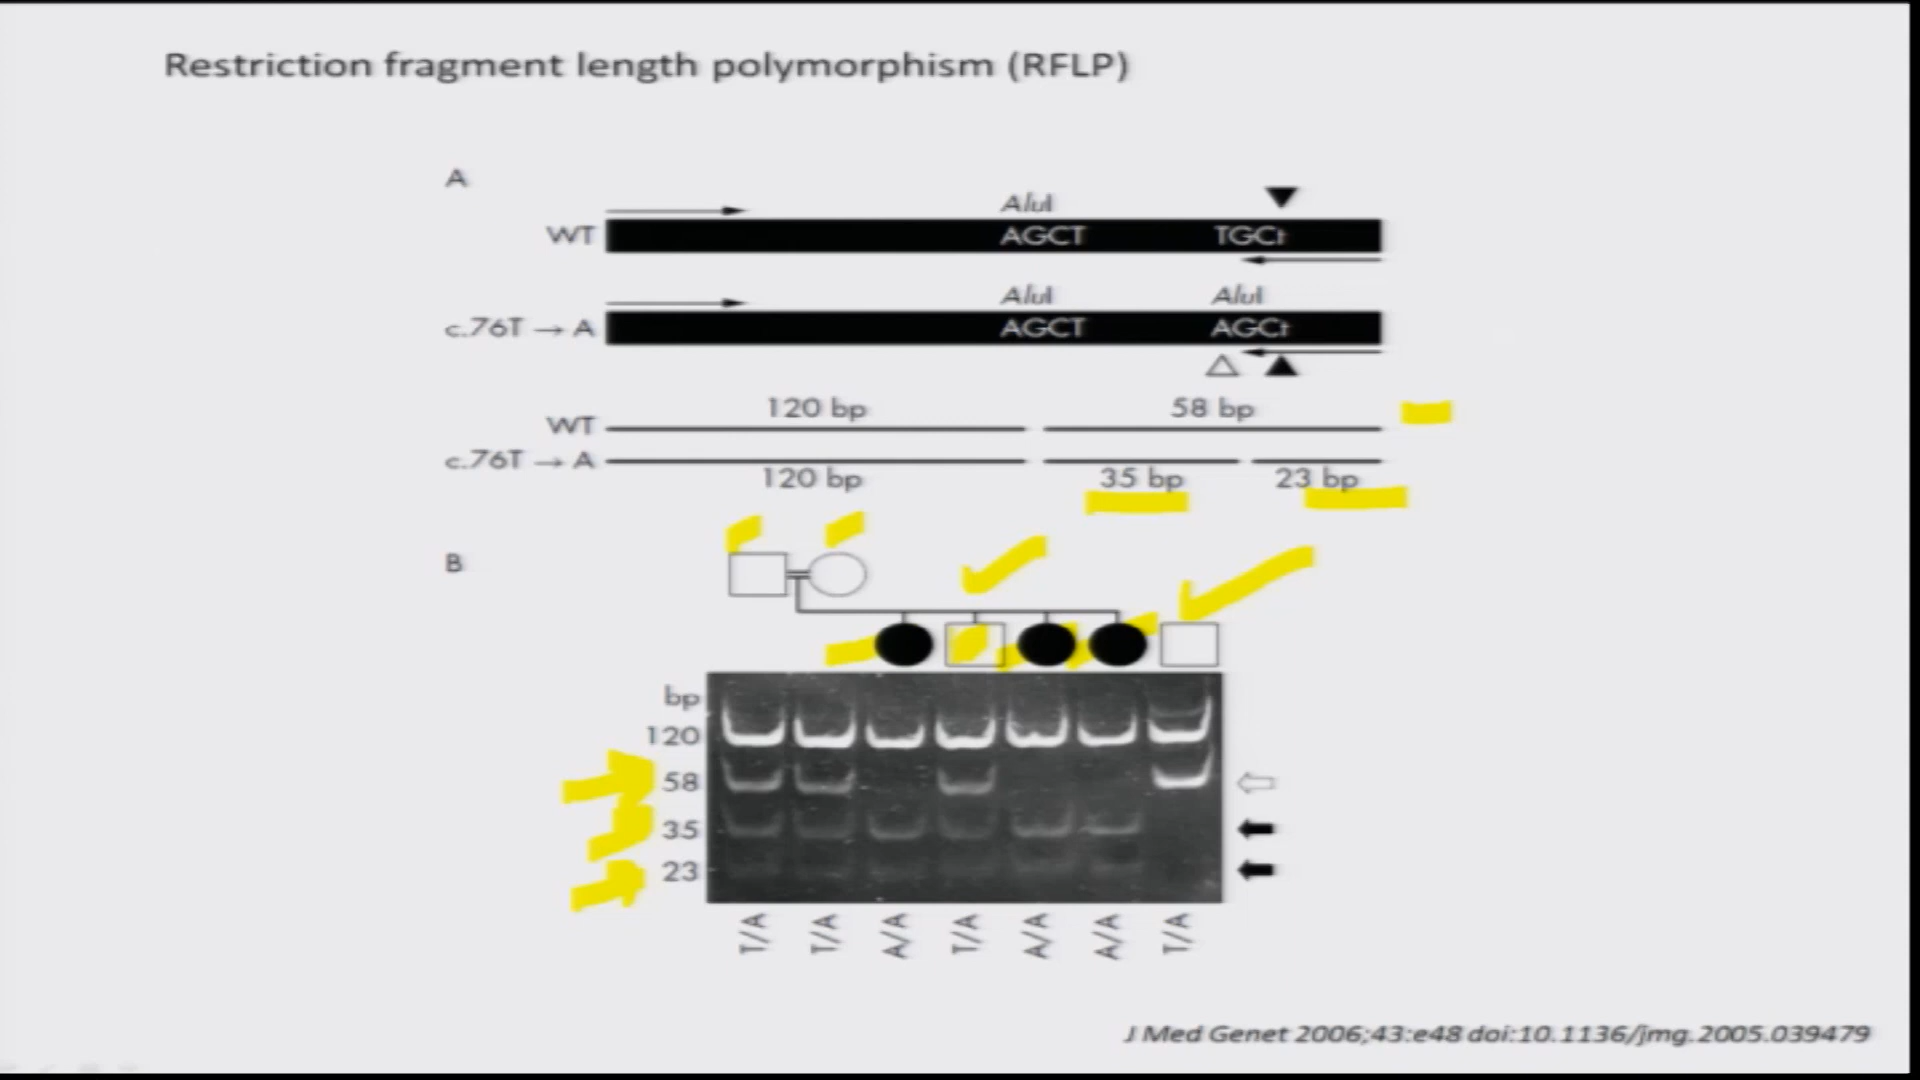 Restriction fragment length polymorphism (RFLP)
A
AluI
WT AGCT TGCt
AluI AluI
c.76T → A AGCT AGCt
120 bp 58 bp
WT
c.76T → A
120 bp 35 bp 23 bp
B
bp
120
58
35
23
T/A T/A A/A T/A A/A A/A T/A
J Med Genet 2006;43:e48 doi:10.1136/jmg.2005.039479